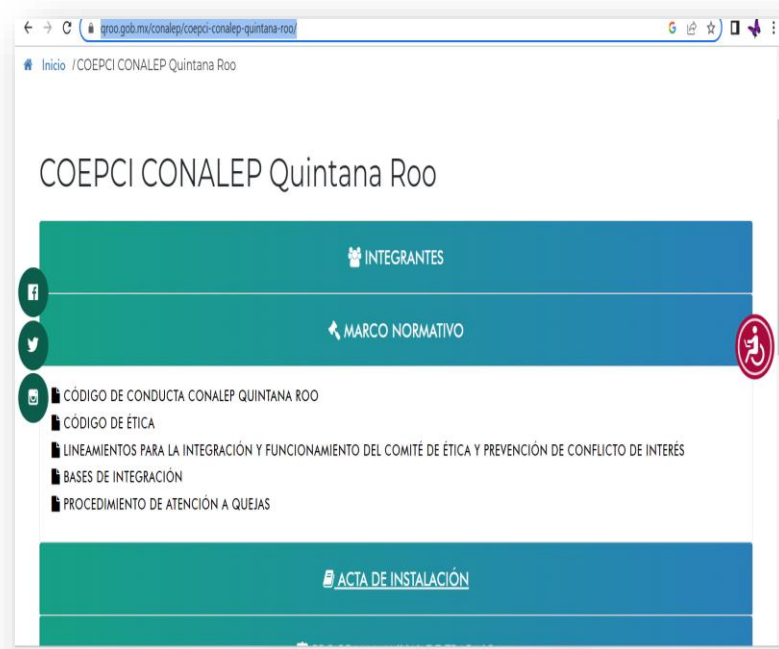 qroo.gob.mx/conalep/coepci-conalep-quintana-roo/
Inicio / COEPCI CONALEP Quintana Roo
COEPCI CONALEP Quintana Roo
INTEGRANTES
MARCO NORMATIVO
CÓDIGO DE CONDUCTA CONALEP QUINTANA ROO
CÓDIGO DE ÉTICA
LINEAMIENTOS PARA LA INTEGRACIÓN Y FUNCIONAMIENTO DEL COMITÉ DE ÉTICA Y PREVENCIÓN DE CONFLICTO DE INTERÉS
BASES DE INTEGRACIÓN
PROCEDIMIENTO DE ATENCIÓN A QUEJAS
ACTA DE INSTALACIÓN